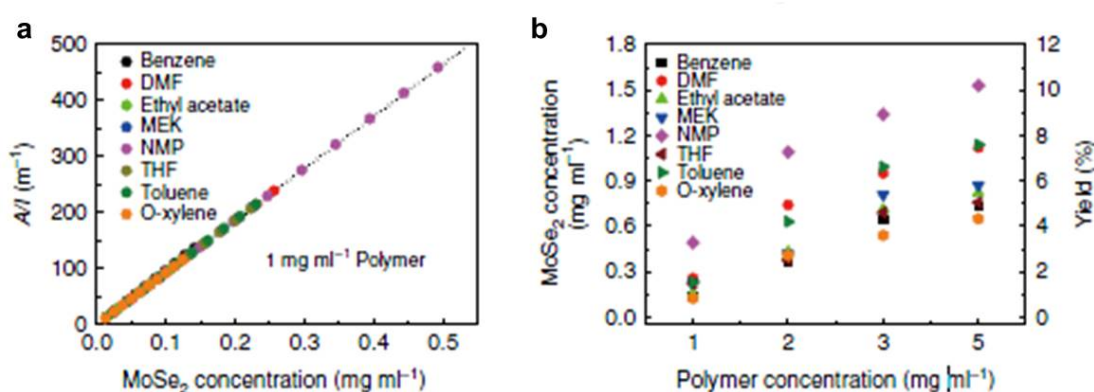 a
A/l (m⁻¹)
500
400
300
200
100
0
Benzene
DMF
Ethyl acetate
MEK
NMP
THF
Toluene
O-xylene
1 mg ml⁻¹ Polymer
0.0 0.1 0.2 0.3 0.4 0.5
MoSe₂ concentration (mg ml⁻¹)
b
MoSe₂ concentration
(mg ml⁻¹)
1.8
1.5
1.2
0.9
0.6
0.3
0.0
Benzene
DMF
Ethyl acetate
MEK
NMP
THF
Toluene
O-xylene
12
10
8
6
4
2
0
Yield (%)
1 2 3 5
Polymer concentration (mg ml⁻¹)